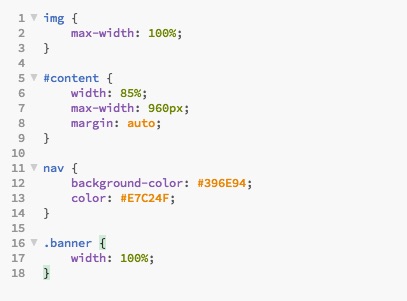 1 img {
2 max-width: 100%;
3 }
4
5 #content {
6 width: 85%;
7 max-width: 960px;
8 margin: auto;
9 }
10
11 nav {
12 background-color: #396E94;
13 color: #E7C24F;
14 }
15
16 .banner {
17 width: 100%;
18 }